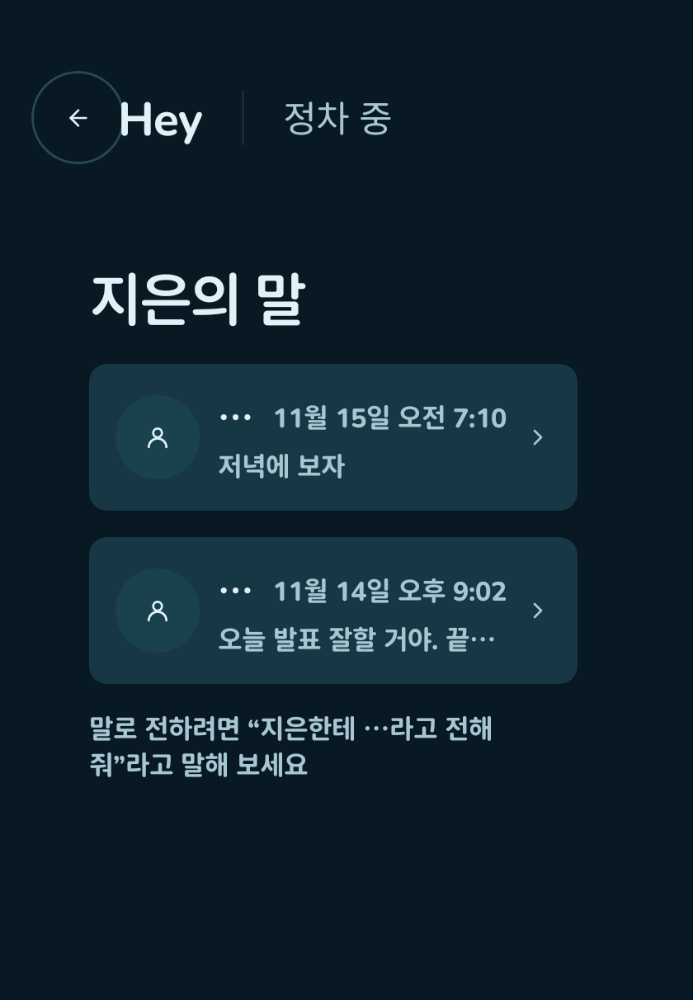 Hey 정차 중
지은의 말
··· 11월 15일 오전 7:10
저녁에 보자
··· 11월 14일 오후 9:02
오늘 발표 잘할 거야. 끝···
말로 전하려면 “지은한테 ···라고 전해
줘”라고 말해 보세요